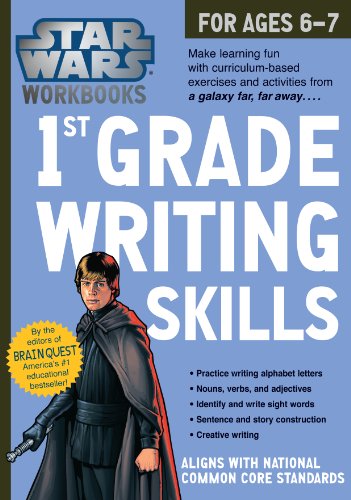 STAR
WARS
WORKBOOKS
FOR AGES 6–7
Make learning fun
with curriculum-based
exercises and activities from
a galaxy far, far away. . . .
1ST GRADE
WRITING
SKILLS
By the
editors of
BRAIN QUEST
America's #1
educational
bestseller!
• Practice writing alphabet letters
• Nouns, verbs, and adjectives
• Identify and write sight words
• Sentence and story construction
• Creative writing
ALIGNS WITH NATIONAL
COMMON CORE STANDARDS